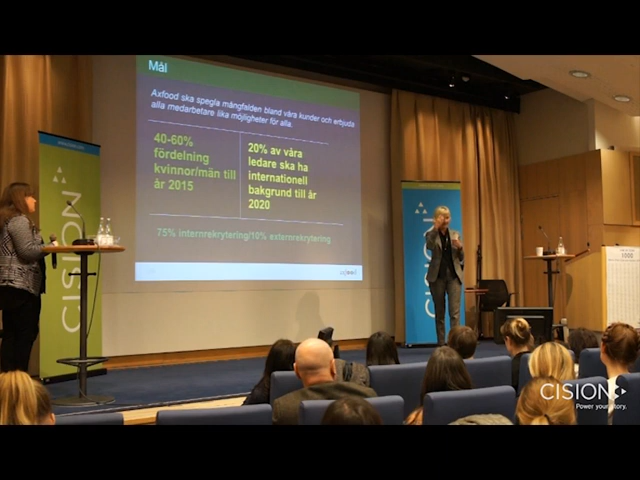 Mål
Axfood ska spegla mångfalden bland våra kunder och erbjuda
alla medarbetare lika möjligheter för alla.
40-60%
fördelning
kvinnor/män till
år 2015
20% av våra
ledare ska ha
internationell
bakgrund till år
2020
75% internrekrytering/10% externrekrytering
CISION
CISION
CISION
Power your story.